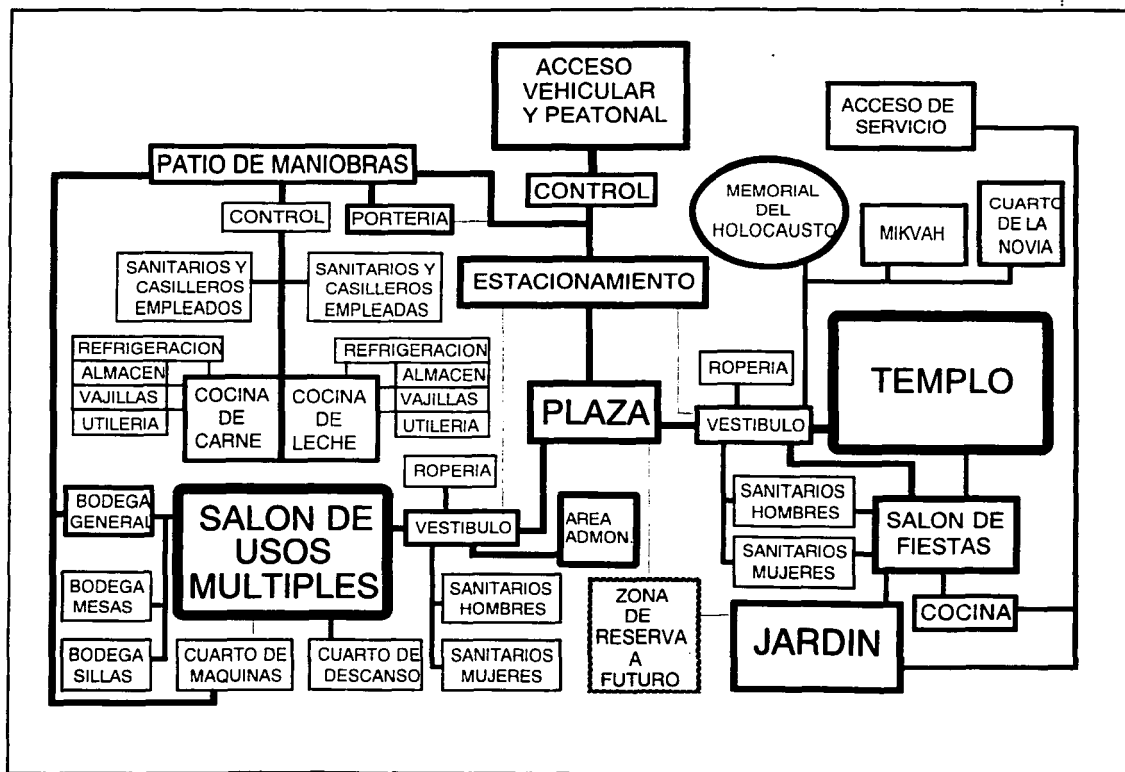 ACCESO
VEHICULAR
Y PEATONAL
ACCESO DE
SERVICIO
PATIO DE MANIOBRAS
CONTROL
MEMORIAL
DEL
HOLOCAUSTO
CUARTO
DE LA
NOVIA
MIKVAH
CONTROL
PORTERIA
SANITARIOS Y
CASILLEROS
EMPLEADOS
SANITARIOS Y
CASILLEROS
EMPLEADAS
ESTACIONAMIENTO
REFRIGERACION
ALMACEN
VAJILLAS
UTILERIA
COCINA
DE
CARNE
COCINA
DE
LECHE
REFRIGERACION
ALMACEN
VAJILLAS
UTILERIA
PLAZA
ROPERIA
VESTIBULO
TEMPLO
BODEGA
GENERAL
SALON DE
USOS
MULTIPLES
ROPERIA
VESTIBULO
AREA
ADMON.
SANITARIOS
HOMBRES
SANITARIOS
MUJERES
SALON DE
FIESTAS
BODEGA
MESAS
BODEGA
SILLAS
CUARTO DE
MAQUINAS
CUARTO DE
DESCANSO
SANITARIOS
HOMBRES
SANITARIOS
MUJERES
ZONA
DE
RESERVA
A
FUTURO
JARDIN
COCINA